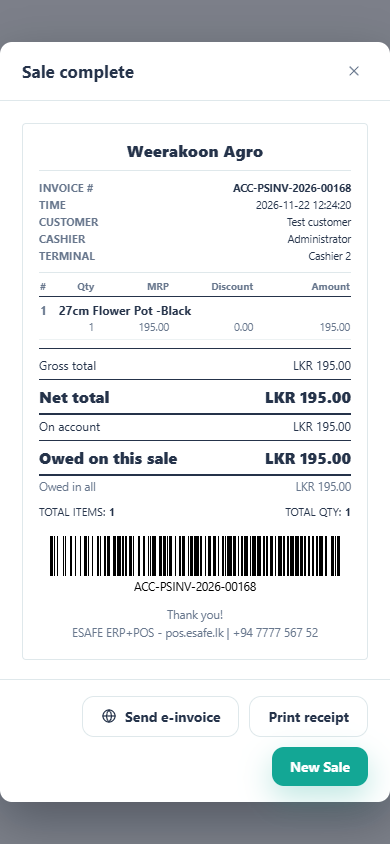 Sale complete
Weerakoon Agro
INVOICE # ACC-PSINV-2026-00168
TIME 2026-11-22 12:24:20
CUSTOMER Test customer
CASHIER Administrator
TERMINAL Cashier 2
# Qty MRP Discount Amount
1 27cm Flower Pot -Black
1 195.00 0.00 195.00
Gross total LKR 195.00
Net total LKR 195.00
On account LKR 195.00
Owed on this sale LKR 195.00
Owed in all LKR 195.00
TOTAL ITEMS: 1 TOTAL QTY: 1
ACC-PSINV-2026-00168
Thank you!
ESAFE ERP+POS - pos.esafe.lk | +94 7777 567 52
Send e-invoice Print receipt
New Sale